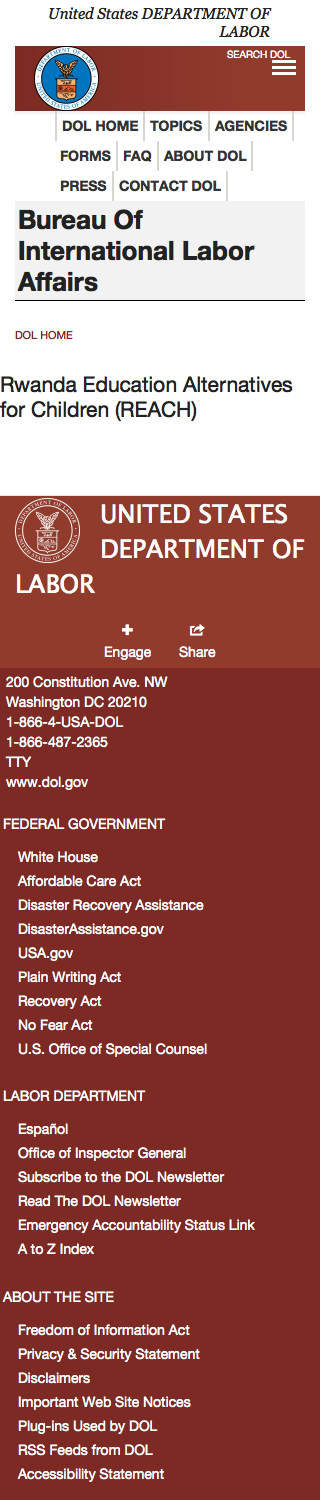 United States DEPARTMENT OF
LABOR
SEARCH DOL
DOL HOME TOPICS AGENCIES
FORMS FAQ ABOUT DOL
PRESS CONTACT DOL
Bureau Of
International Labor
Affairs
DOL HOME
Rwanda Education Alternatives
for Children (REACH)
UNITED STATES
DEPARTMENT OF
LABOR
Engage Share
200 Constitution Ave. NW
Washington DC 20210
1-866-4-USA-DOL
1-866-487-2365
TTY
www.dol.gov
FEDERAL GOVERNMENT
White House
Affordable Care Act
Disaster Recovery Assistance
DisasterAssistance.gov
USA.gov
Plain Writing Act
Recovery Act
No Fear Act
U.S. Office of Special Counsel
LABOR DEPARTMENT
Español
Office of Inspector General
Subscribe to the DOL Newsletter
Read The DOL Newsletter
Emergency Accountability Status Link
A to Z Index
ABOUT THE SITE
Freedom of Information Act
Privacy & Security Statement
Disclaimers
Important Web Site Notices
Plug-ins Used by DOL
RSS Feeds from DOL
Accessibility Statement